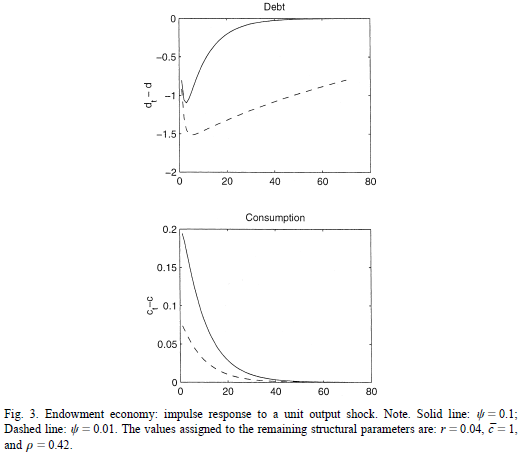 Debt
0
−0.5
−1
−1.5
−2
d_t − d
0 20 40 60 80
Consumption
0.2
0.15
0.1
0.05
0
c_t−c
0 20 40 60 80
Fig. 3. Endowment economy: impulse response to a unit output shock. Note. Solid line: ψ = 0.1;
Dashed line: ψ = 0.01. The values assigned to the remaining structural parameters are: r = 0.04, c̅ = 1,
and ρ = 0.42.